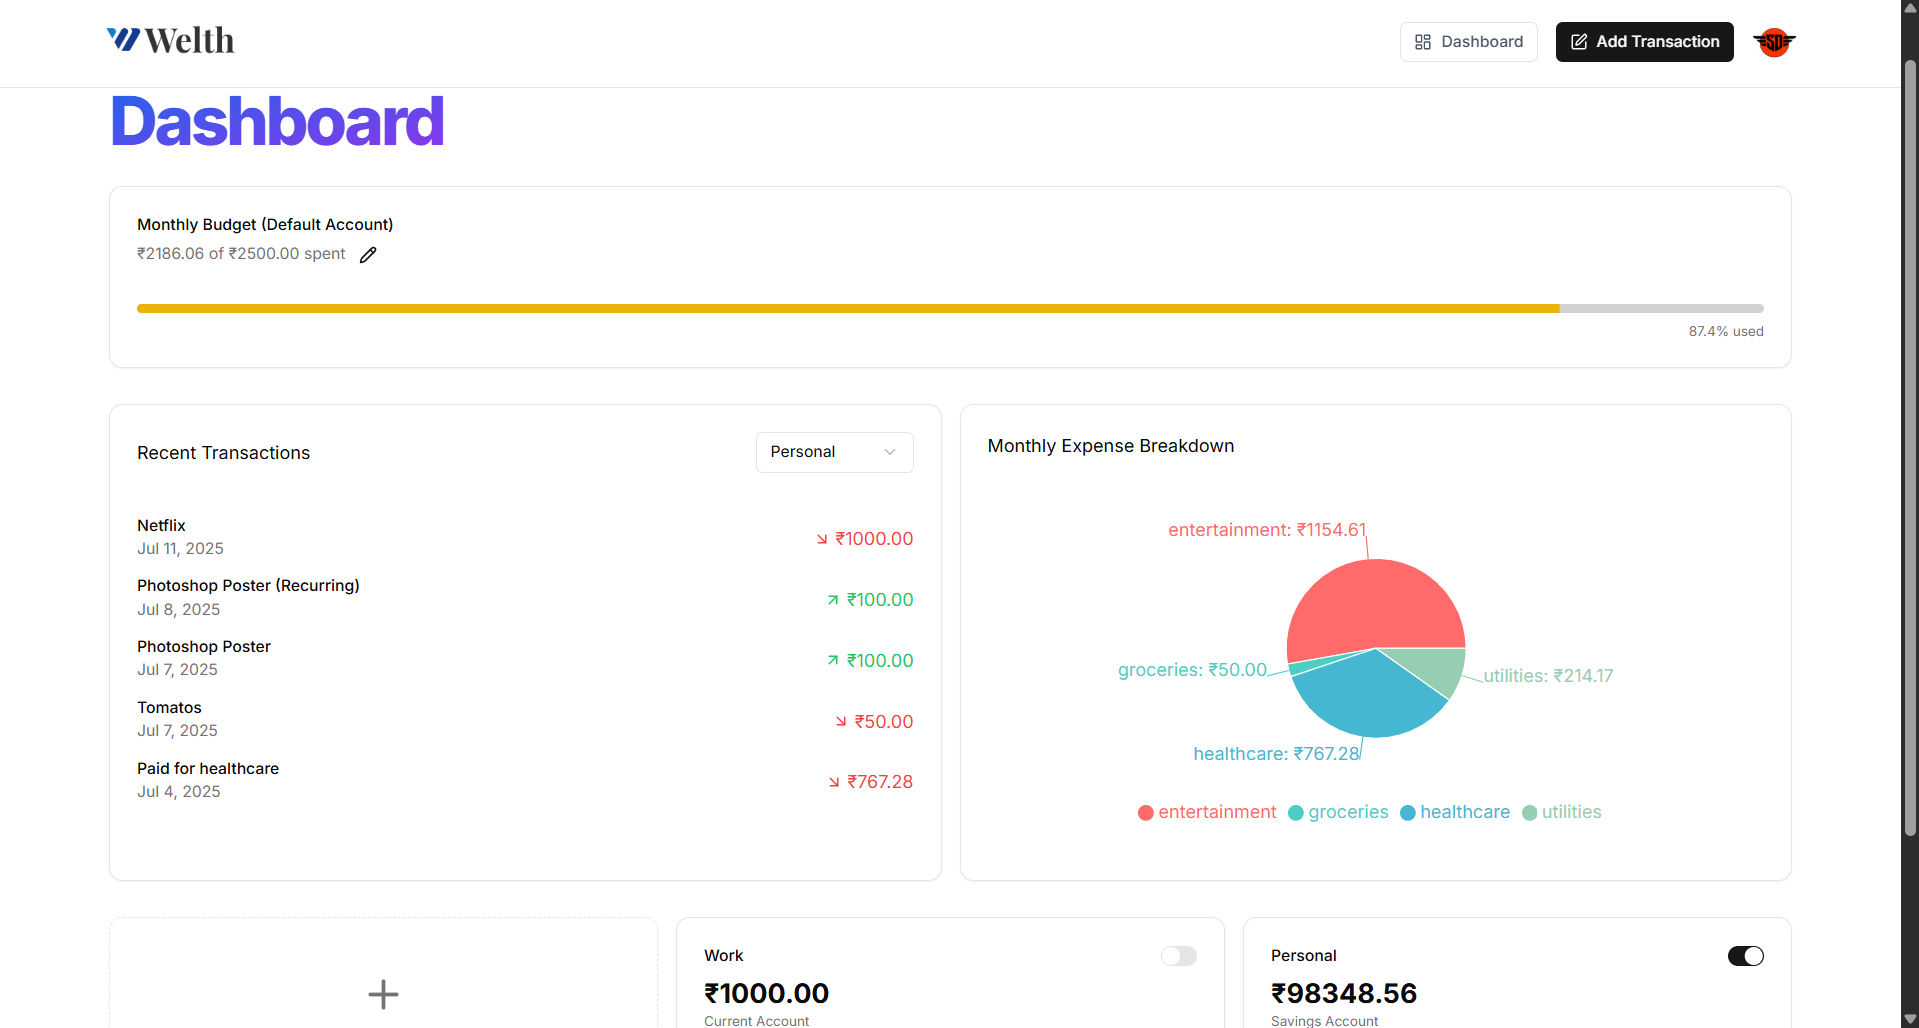 Welth
Dashboard
Add Transaction
SD
Dashboard
Monthly Budget (Default Account)
₹2186.06 of ₹2500.00 spent
87.4% used
Recent Transactions
Personal
Netflix
Jul 11, 2025
₹1000.00
Photoshop Poster (Recurring)
Jul 8, 2025
₹100.00
Photoshop Poster
Jul 7, 2025
₹100.00
Tomatos
Jul 7, 2025
₹50.00
Paid for healthcare
Jul 4, 2025
₹767.28
Monthly Expense Breakdown
entertainment: ₹1154.61
groceries: ₹50.00
utilities: ₹214.17
healthcare: ₹767.28
entertainment groceries healthcare utilities
Work
₹1000.00
Current Account
Personal
₹98348.56
Savings Account